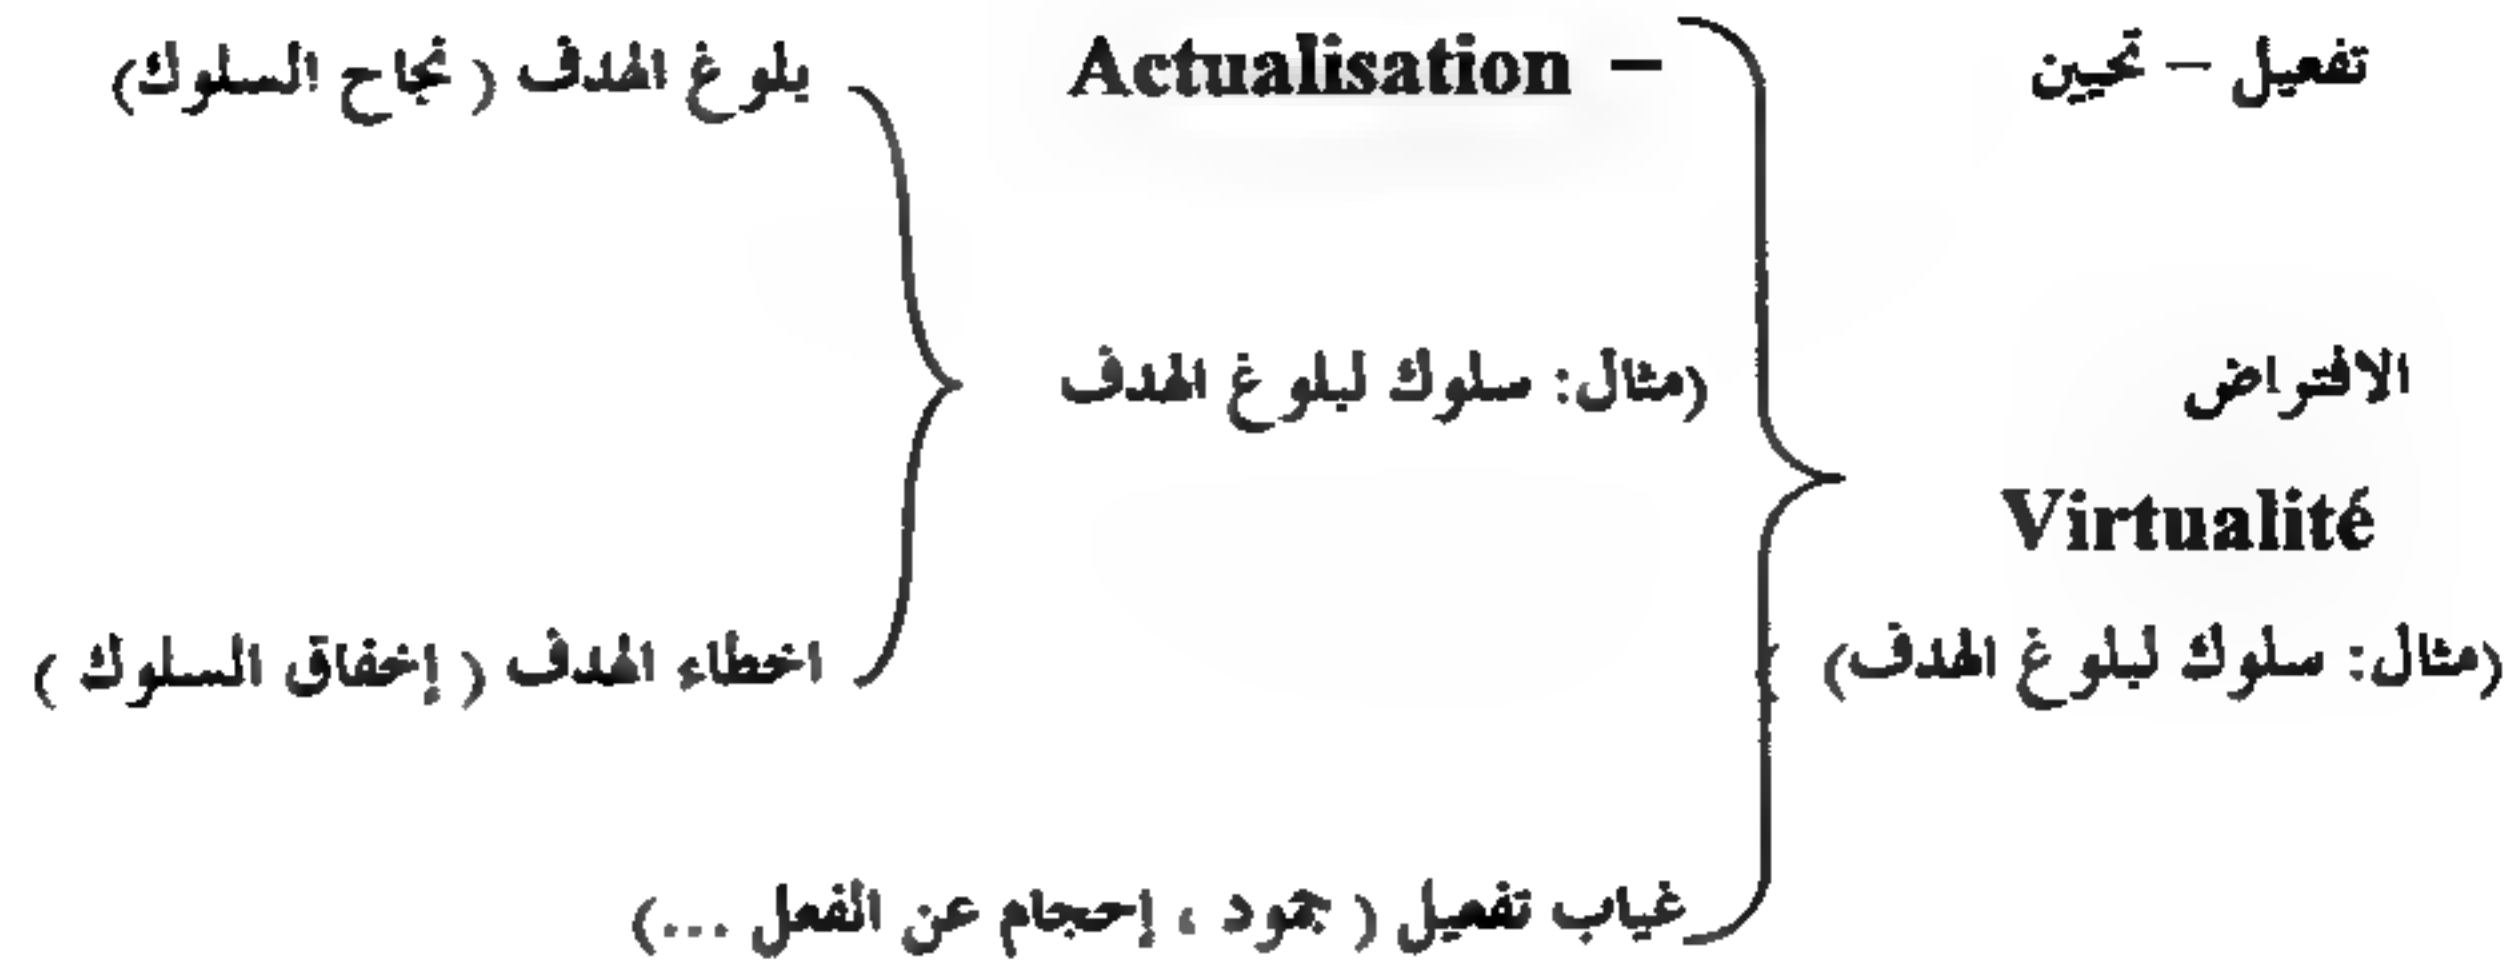 تفعيل – تحيين
– Actualisation
بلوغ الهدف ( نجاح السلوك)
الافتراض
(مثال: سلوك لبلوغ الهدف
Virtualité
(مثال: سلوك لبلوغ الهدف)
اخطاء الهدف ( إخفاق السلوك )
غياب تفعيل ( جمود ، إحجام عن الفعل ...)